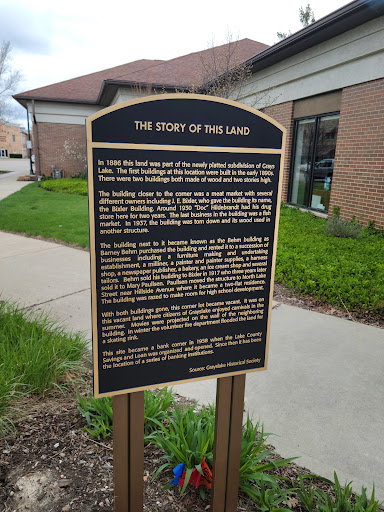 THE STORY OF THIS LAND
In 1886 this land was part of the newly platted subdivision of Grays
Lake. The first buildings at this location were built in the early 1890s.
There were two buildings both made of wood and two stories high.
The building closer to the corner was a meat market with several
different owners including J. E. Bixler, who gave the building its name,
the Bixler Building. Around 1930 "Doc" Hildebrandt had his drug
store here for two years. The last business in the building was a fish
market. In 1937, the building was torn down and its wood used in
another structure.
The building next to it became known as the Behm building as
Barney Behm purchased the building and rented it to a succession of
businesses including a furniture making and undertaking
establishment, a milliner, a painter and painter supplies, a harness
shop, a newspaper publisher, a bakery, an ice cream shop and several
tailors. Behm sold his building to Bixler in 1917 who three years later
sold it to Mary Paulsen. Paulsen moved the structure to North Lake
Street near Hillside Avenue where it became a two-flat residence.
The building was razed to make room for high school development.
With both buildings gone, this corner lot became vacant. It was on
this vacant land where citizens of Grayslake enjoyed carnivals in the
summer. Movies were projected on the wall of the neighboring
building. In winter the volunteer fire department flooded the land for
a skating rink.
This site became a bank corner in 1958 when the Lake County
Savings and Loan was organized and opened. Since then it has been
the location of a series of banking institutions.
Source: Grayslake Historical Society